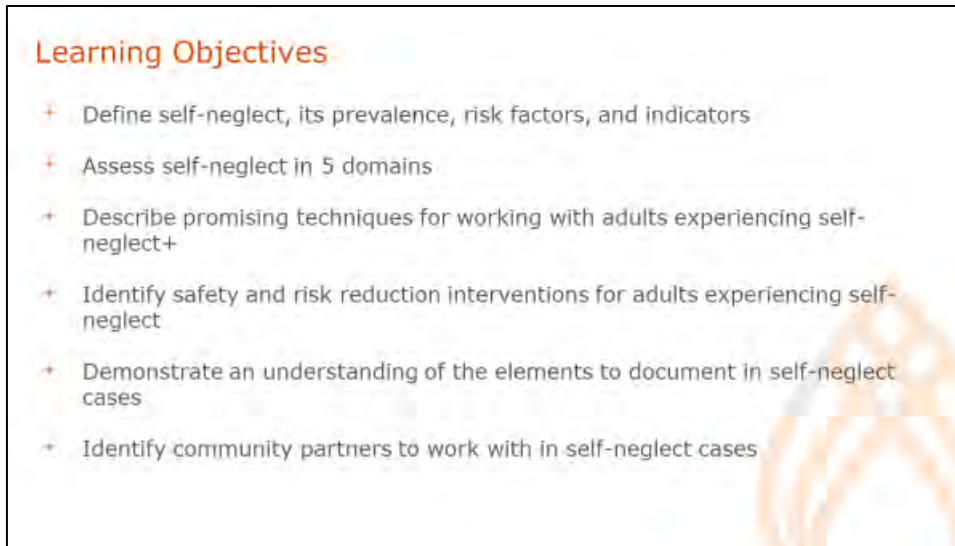 Learning Objectives
+ Define self-neglect, its prevalence, risk factors, and indicators
+ Assess self-neglect in 5 domains
+ Describe promising techniques for working with adults experiencing self-
neglect+
+ Identify safety and risk reduction interventions for adults experiencing self-
neglect
+ Demonstrate an understanding of the elements to document in self-neglect
cases
+ Identify community partners to work with in self-neglect cases